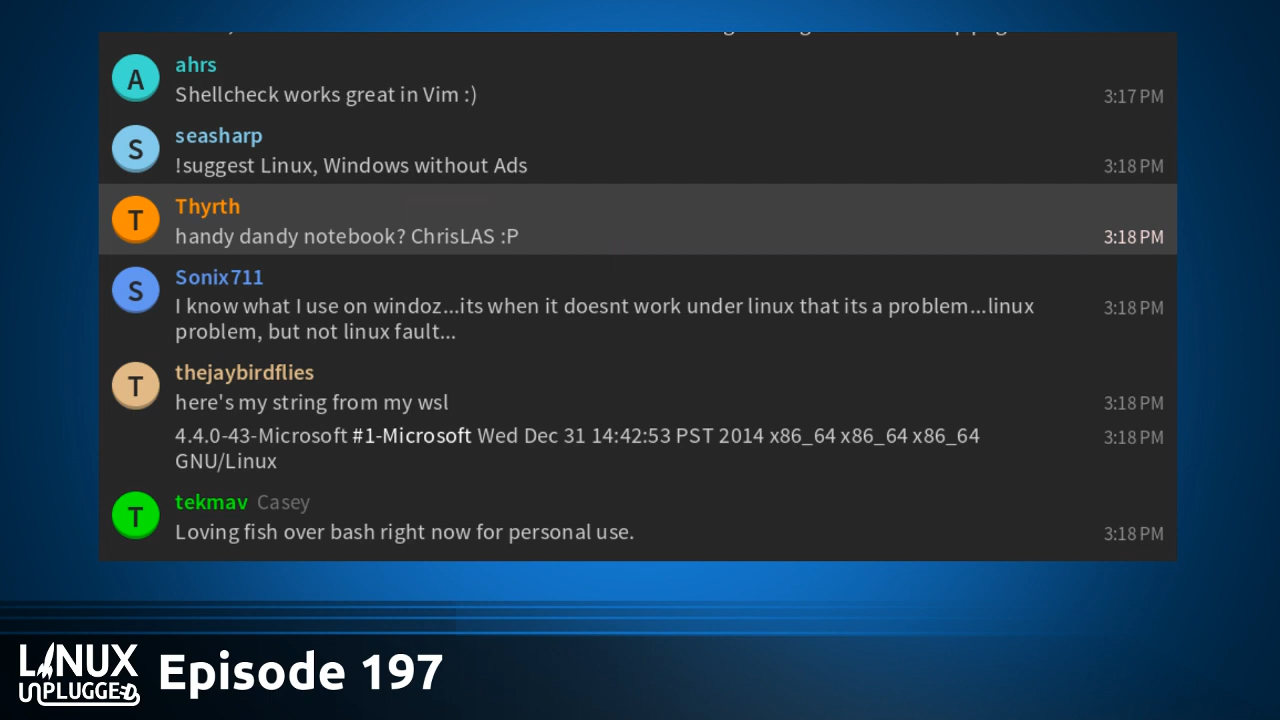 A
ahrs
Shellcheck works great in Vim :)
3:17 PM
S
seasharp
!suggest Linux, Windows without Ads
3:18 PM
T
Thyrth
handy dandy notebook? ChrisLAS :P
3:18 PM
S
Sonix711
I know what I use on windoz...its when it doesnt work under linux that its a problem...linux
3:18 PM
problem, but not linux fault...
T
thejaybirdflies
here's my string from my wsl
3:18 PM
4.4.0-43-Microsoft #1-Microsoft Wed Dec 31 14:42:53 PST 2014 x86_64 x86_64 x86_64
3:18 PM
GNU/Linux
T
tekmav Casey
Loving fish over bash right now for personal use.
3:18 PM
LINUX
UNPLUGGED
Episode 197